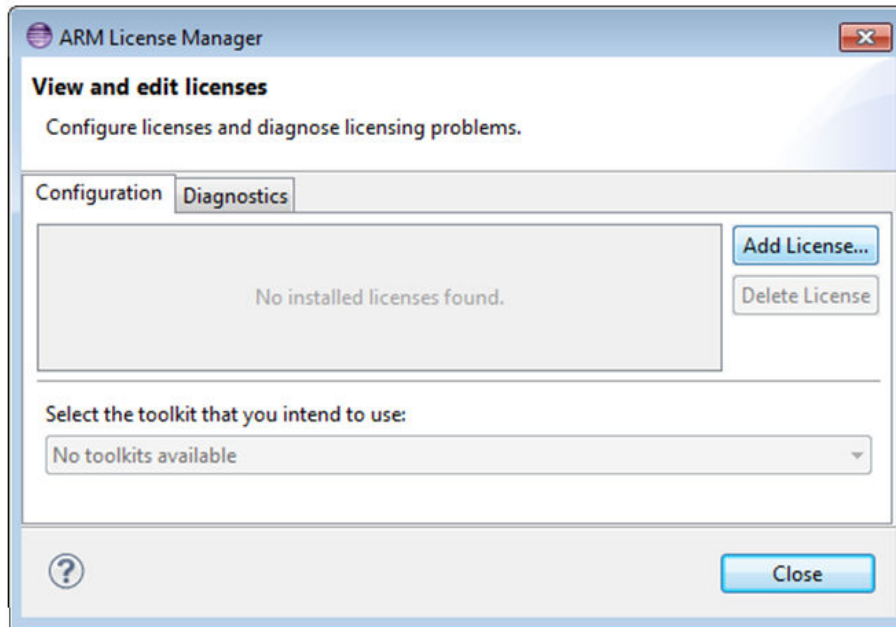 ARM License Manager
View and edit licenses
Configure licenses and diagnose licensing problems.
Configuration
Diagnostics
No installed licenses found.
Add License...
Delete License
Select the toolkit that you intend to use:
No toolkits available
?
Close